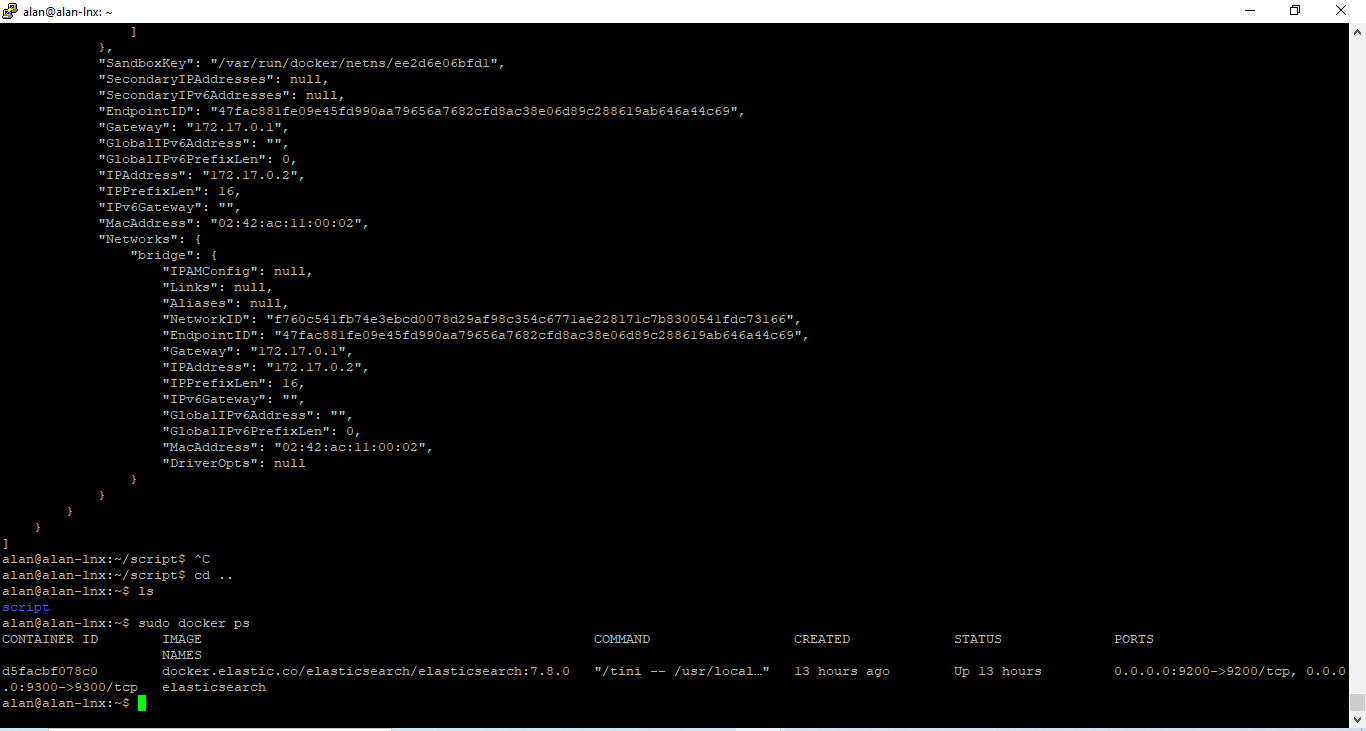 alan@alan-lnx: ~
]
},
"SandboxKey": "/var/run/docker/netns/ee2d6e06bfd1",
"SecondaryIPAddresses": null,
"SecondaryIPv6Addresses": null,
"EndpointID": "47fac881fe09e45fd990aa79656a7682cfd8ac38e06d89c288619ab646a44c69",
"Gateway": "172.17.0.1",
"GlobalIPv6Address": "",
"GlobalIPv6PrefixLen": 0,
"IPAddress": "172.17.0.2",
"IPPrefixLen": 16,
"IPv6Gateway": "",
"MacAddress": "02:42:ac:11:00:02",
"Networks": {
"bridge": {
"IPAMConfig": null,
"Links": null,
"Aliases": null,
"NetworkID": "f760c541fb74e3ebcd0078d29af98c354c6771ae228171c7b8300541fdc73166",
"EndpointID": "47fac881fe09e45fd990aa79656a7682cfd8ac38e06d89c288619ab646a44c69",
"Gateway": "172.17.0.1",
"IPAddress": "172.17.0.2",
"IPPrefixLen": 16,
"IPv6Gateway": "",
"GlobalIPv6Address": "",
"GlobalIPv6PrefixLen": 0,
"MacAddress": "02:42:ac:11:00:02",
"DriverOpts": null
}
}
}
}
]
alan@alan-lnx:~/script$ ^C
alan@alan-lnx:~/script$ cd ..
alan@alan-lnx:~$ ls
script
alan@alan-lnx:~$ sudo docker ps
CONTAINER ID IMAGE COMMAND CREATED STATUS PORTS
NAMES
d5facbf078c0 docker.elastic.co/elasticsearch/elasticsearch:7.8.0 "/tini -- /usr/local…" 13 hours ago Up 13 hours 0.0.0.0:9200->9200/tcp, 0.0.0
.0:9300->9300/tcp elasticsearch
alan@alan-lnx:~$